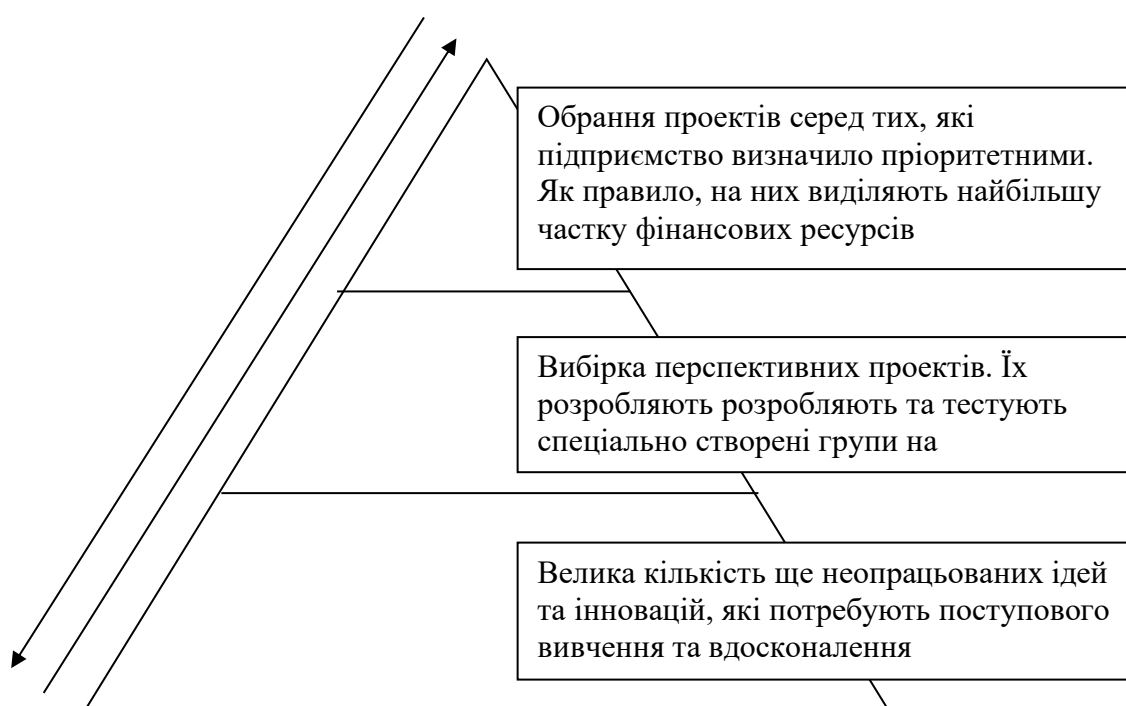 Обрання проектів серед тих, які
підприємство визначило пріоритетними.
Як правило, на них виділяють найбільшу
частку фінансових ресурсів
Вибірка перспективних проектів. Їх
розробляють розробляють та тестують
спеціально створені групи на
Велика кількість ще неопрацьованих ідей
та інновацій, які потребують поступового
вивчення та вдосконалення